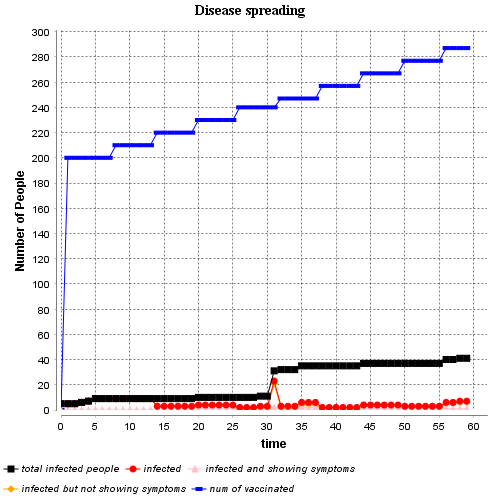 Disease spreading
Number of People
300
280
260
240
220
200
180
160
140
120
100
80
60
40
20
0
0 5 10 15 20 25 30 35 40 45 50 55 60
time
total infected people infected infected and showing symptoms
infected but not showing symptoms num of vaccinated